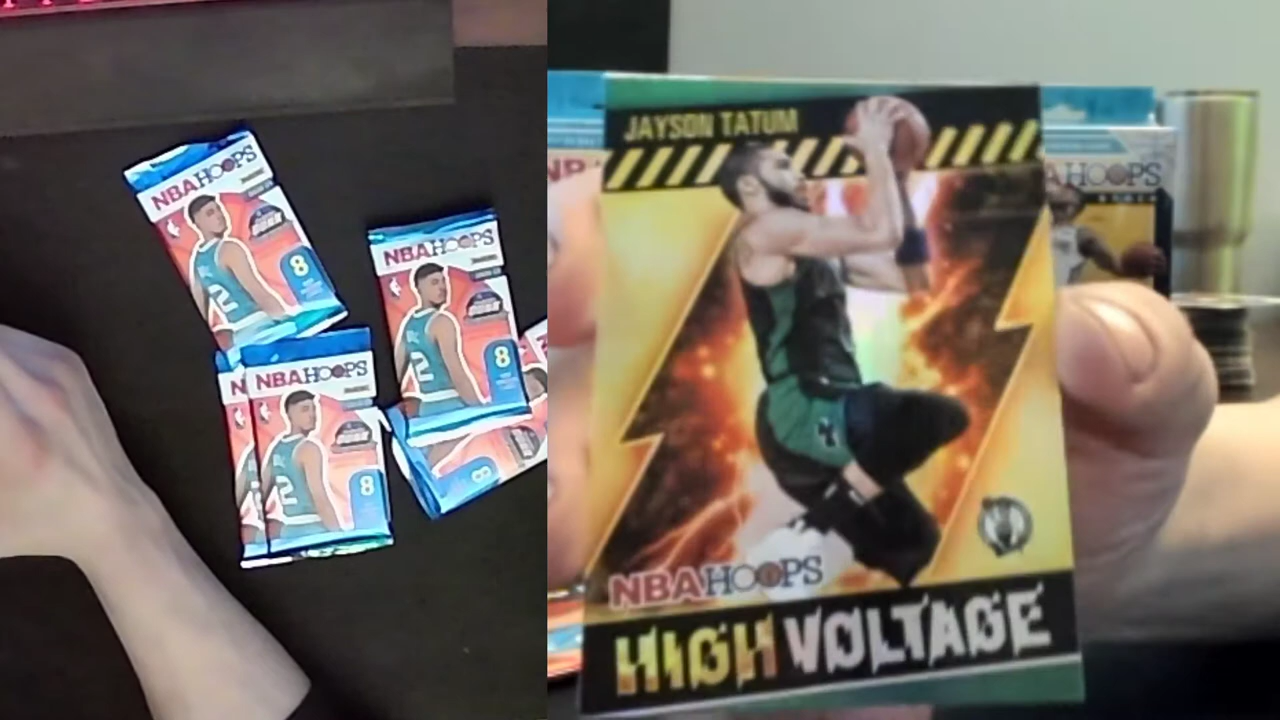 NBAHOOPS
8
NBAHOOPS
8
N NBAHOOPS
8
8
JAYSON TATUM
NBAHOOPS
HIGH VOLTAGE
HOOPS